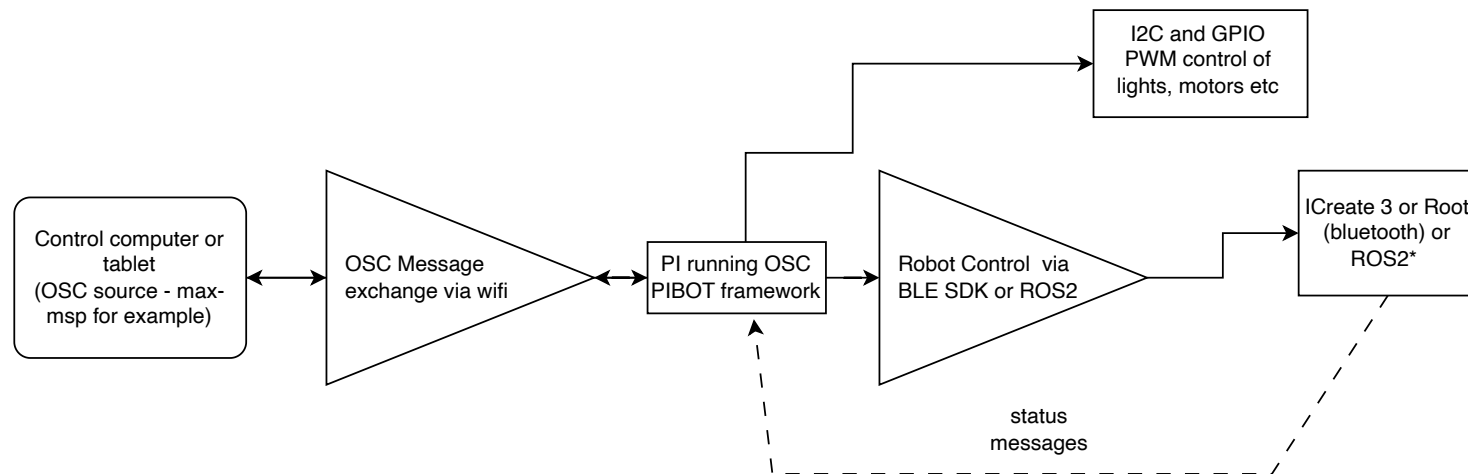 I2C and GPIO
PWM control of
lights, motors etc
Control computer or
tablet
(OSC source - max-
msp for example)
OSC Message
exchange via wifi
PI running OSC
PIBOT framework
Robot Control via
BLE SDK or ROS2
ICreate 3 or Root
(bluetooth) or
ROS2*
status
messages